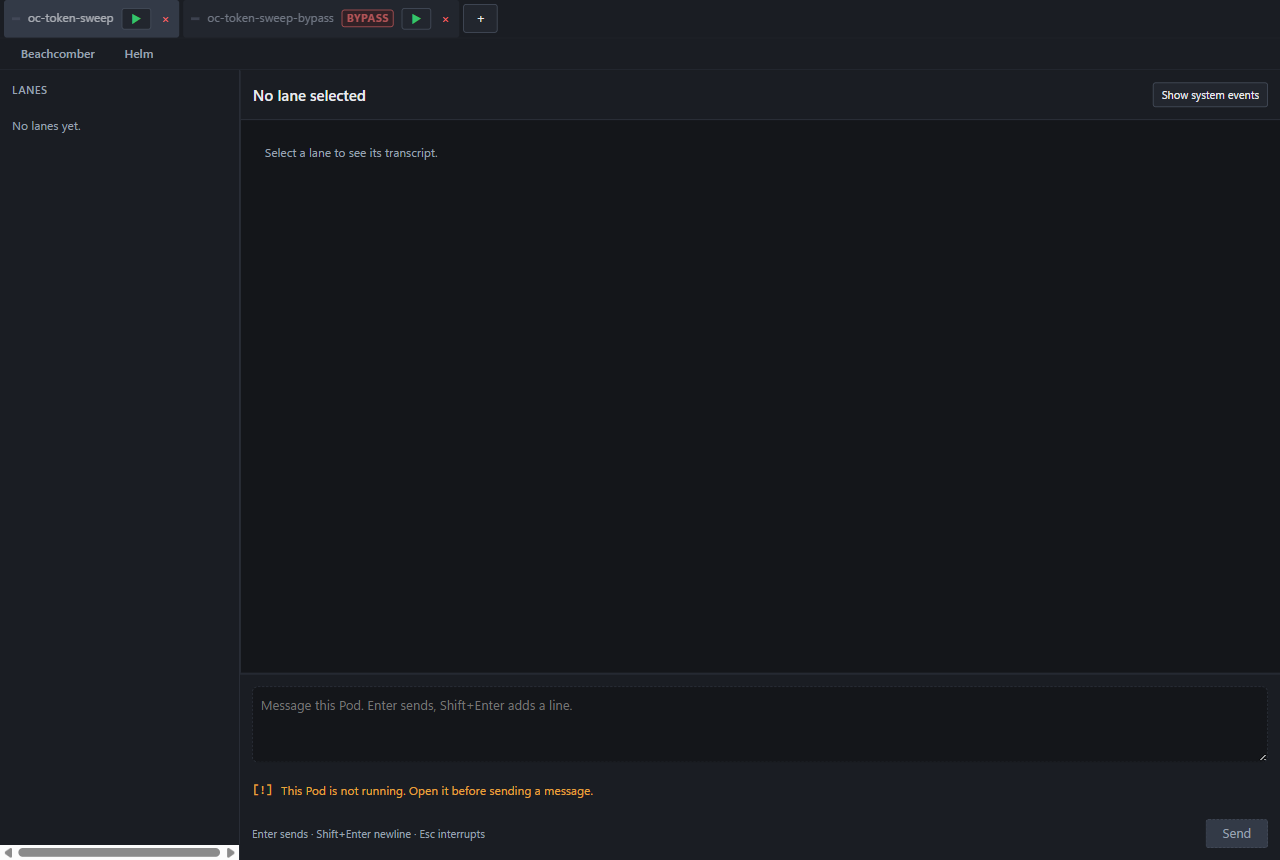 oc-token-sweep ▶ × oc-token-sweep-bypass BYPASS ▶ × +
Beachcomber Helm
LANES
No lanes yet.
No lane selected
Show system events
Select a lane to see its transcript.
Message this Pod. Enter sends, Shift+Enter adds a line.
[!] This Pod is not running. Open it before sending a message.
Enter sends · Shift+Enter newline · Esc interrupts
Send